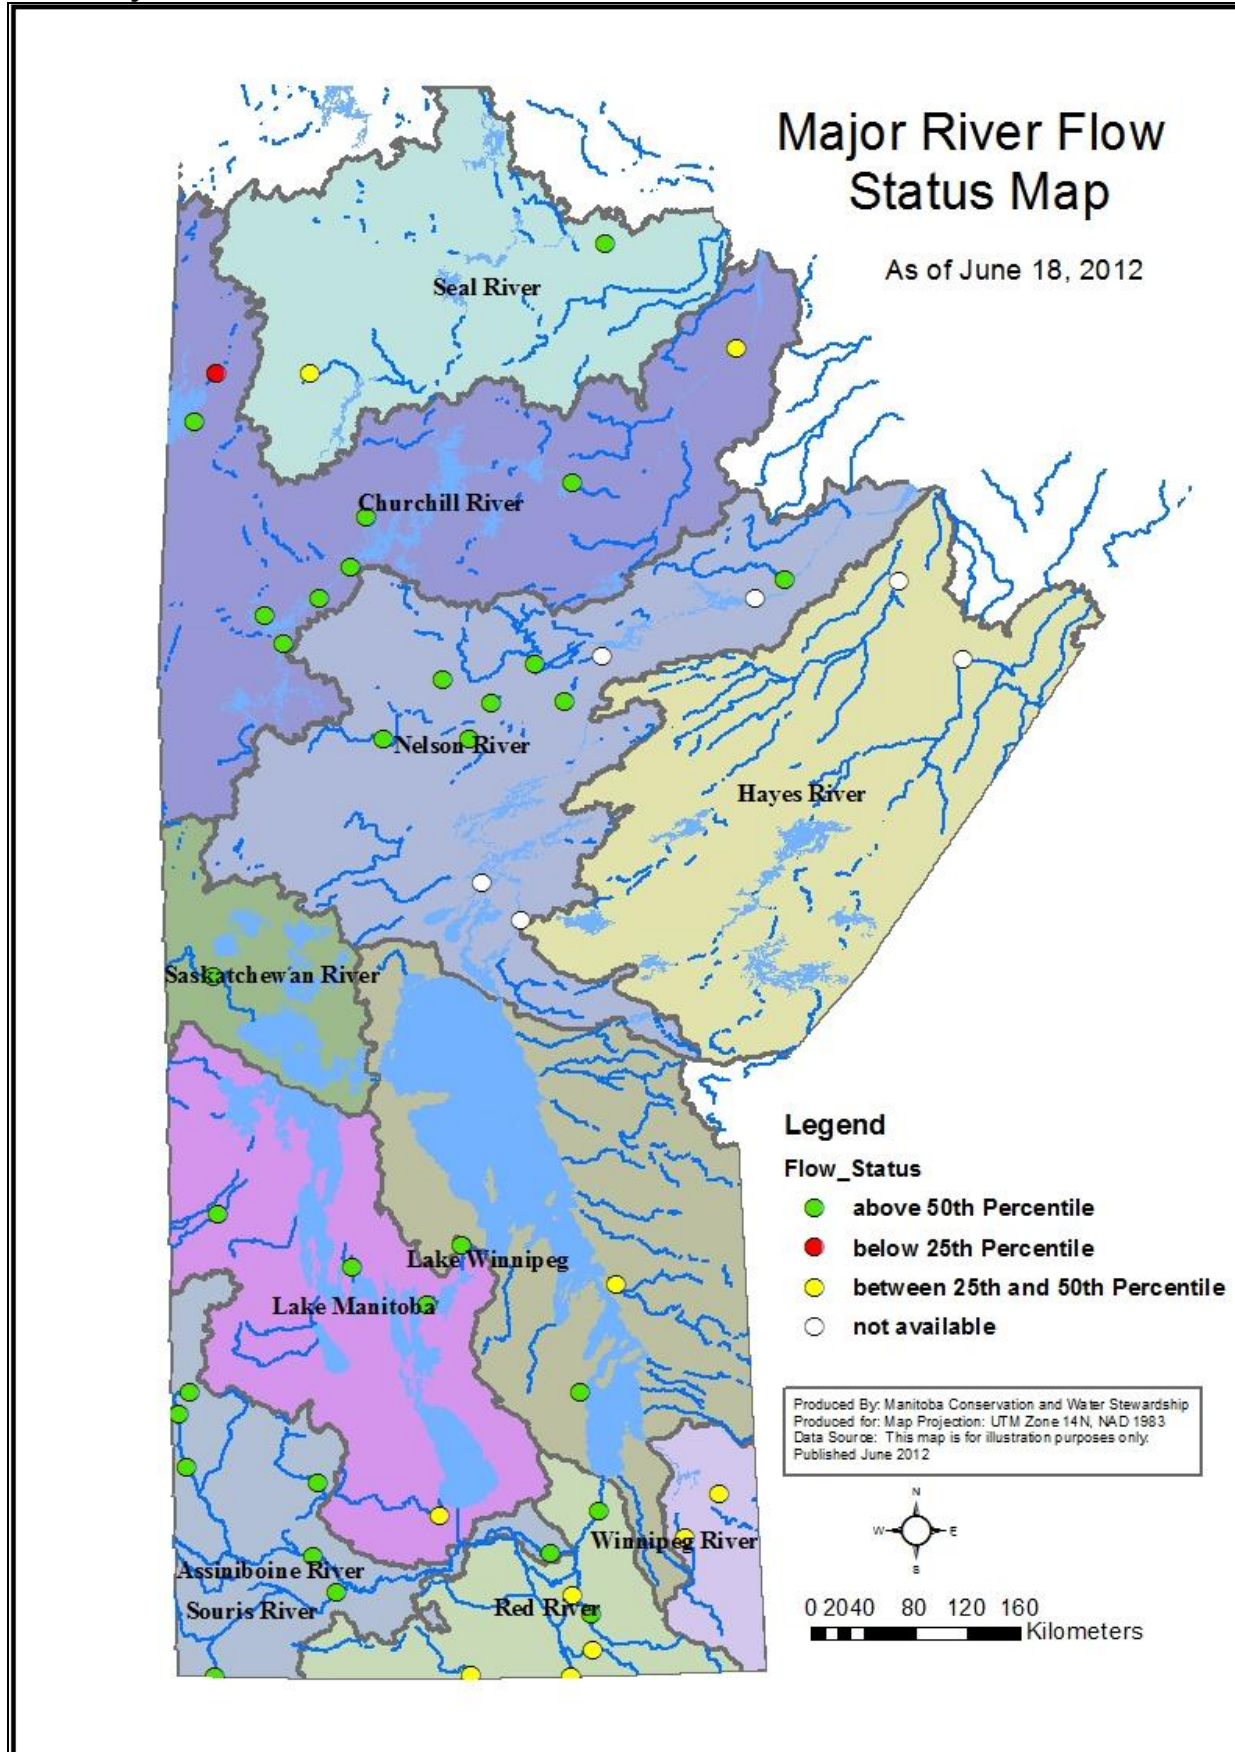 Major River Flow
Status Map
As of June 18, 2012
Seal River
Churchill River
Nelson River
Hayes River
Saskatchewan River
Lake Winnipeg
Lake Manitoba
Winnipeg River
Assiniboine River
Souris River
Red River
Legend
Flow_Status
above 50th Percentile
below 25th Percentile
between 25th and 50th Percentile
not available
Produced By: Manitoba Conservation and Water Stewardship
Produced for: Map Projection: UTM Zone 14N, NAD 1983
Data Source: This map is for illustration purposes only.
Published June 2012
N
W E
S
0 20 40 80 120 160
Kilometers